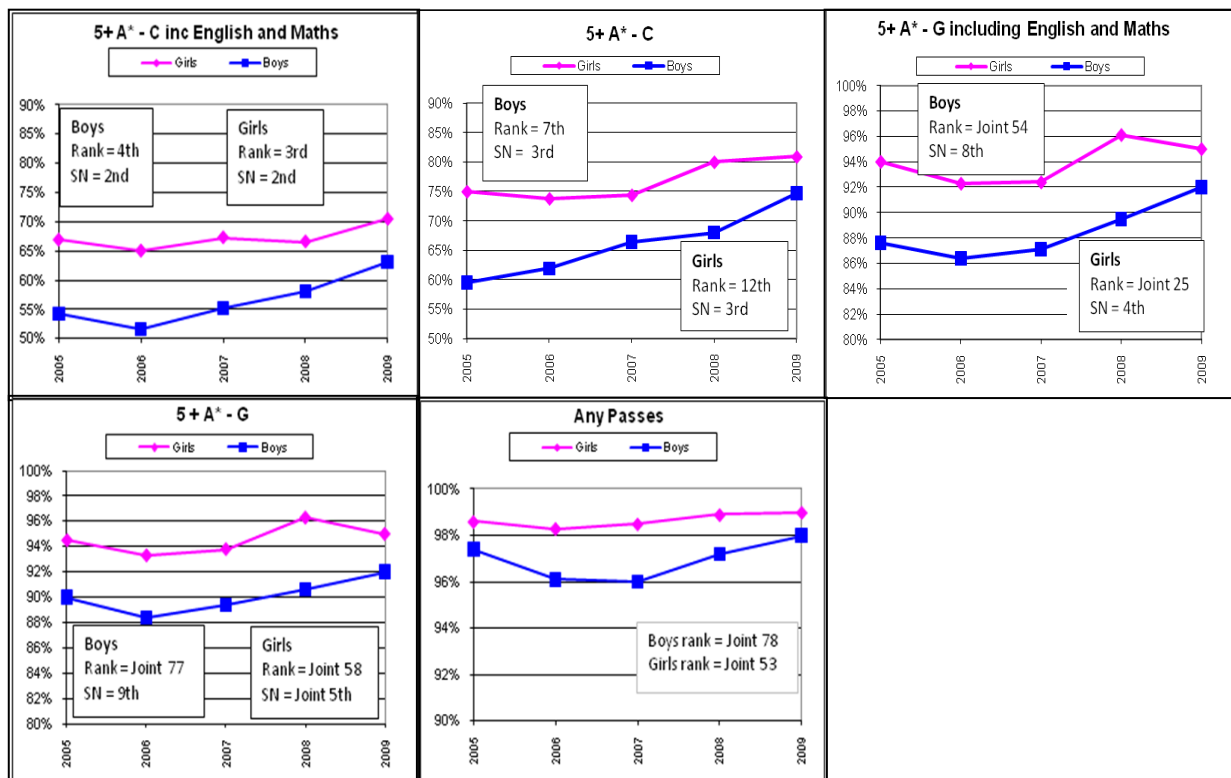 5+ A* - C inc English and Maths
Girls Boys
90%
85%
80%
75%
70%
65%
60%
55%
50%
Boys
Rank = 4th
SN = 2nd
Girls
Rank = 3rd
SN = 2nd
2005 2006 2007 2008 2009
5+ A* - C
Girls Boys
90%
85%
80%
75%
70%
65%
60%
55%
50%
Boys
Rank = 7th
SN = 3rd
Girls
Rank = 12th
SN = 3rd
2005 2006 2007 2008 2009
5+ A* - G including English and Maths
Girls Boys
100%
98%
96%
94%
92%
90%
88%
86%
84%
82%
80%
Boys
Rank = Joint 54
SN = 8th
Girls
Rank = Joint 25
SN = 4th
2005 2006 2007 2008 2009
5 + A* - G
Girls Boys
100%
98%
96%
94%
92%
90%
88%
86%
84%
82%
80%
Boys
Rank = Joint 77
SN = 9th
Girls
Rank = Joint 58
SN = Joint 5th
2005 2006 2007 2008 2009
Any Passes
Girls Boys
100%
98%
96%
94%
92%
90%
Boys rank = Joint 78
Girls rank = Joint 53
2005 2006 2007 2008 2009